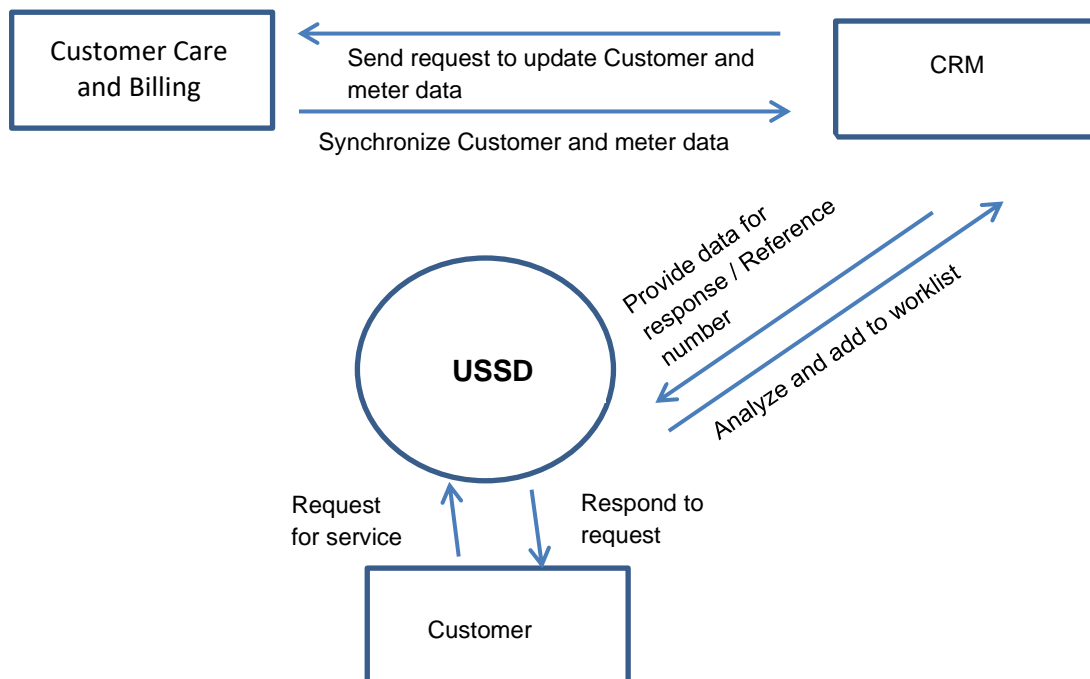 Customer Care
and Billing
Send request to update Customer and
meter data
CRM
Synchronize Customer and meter data
Provide data for
response / Reference
number
Analyze and add to worklist
USSD
Request
for service
Respond to
request
Customer